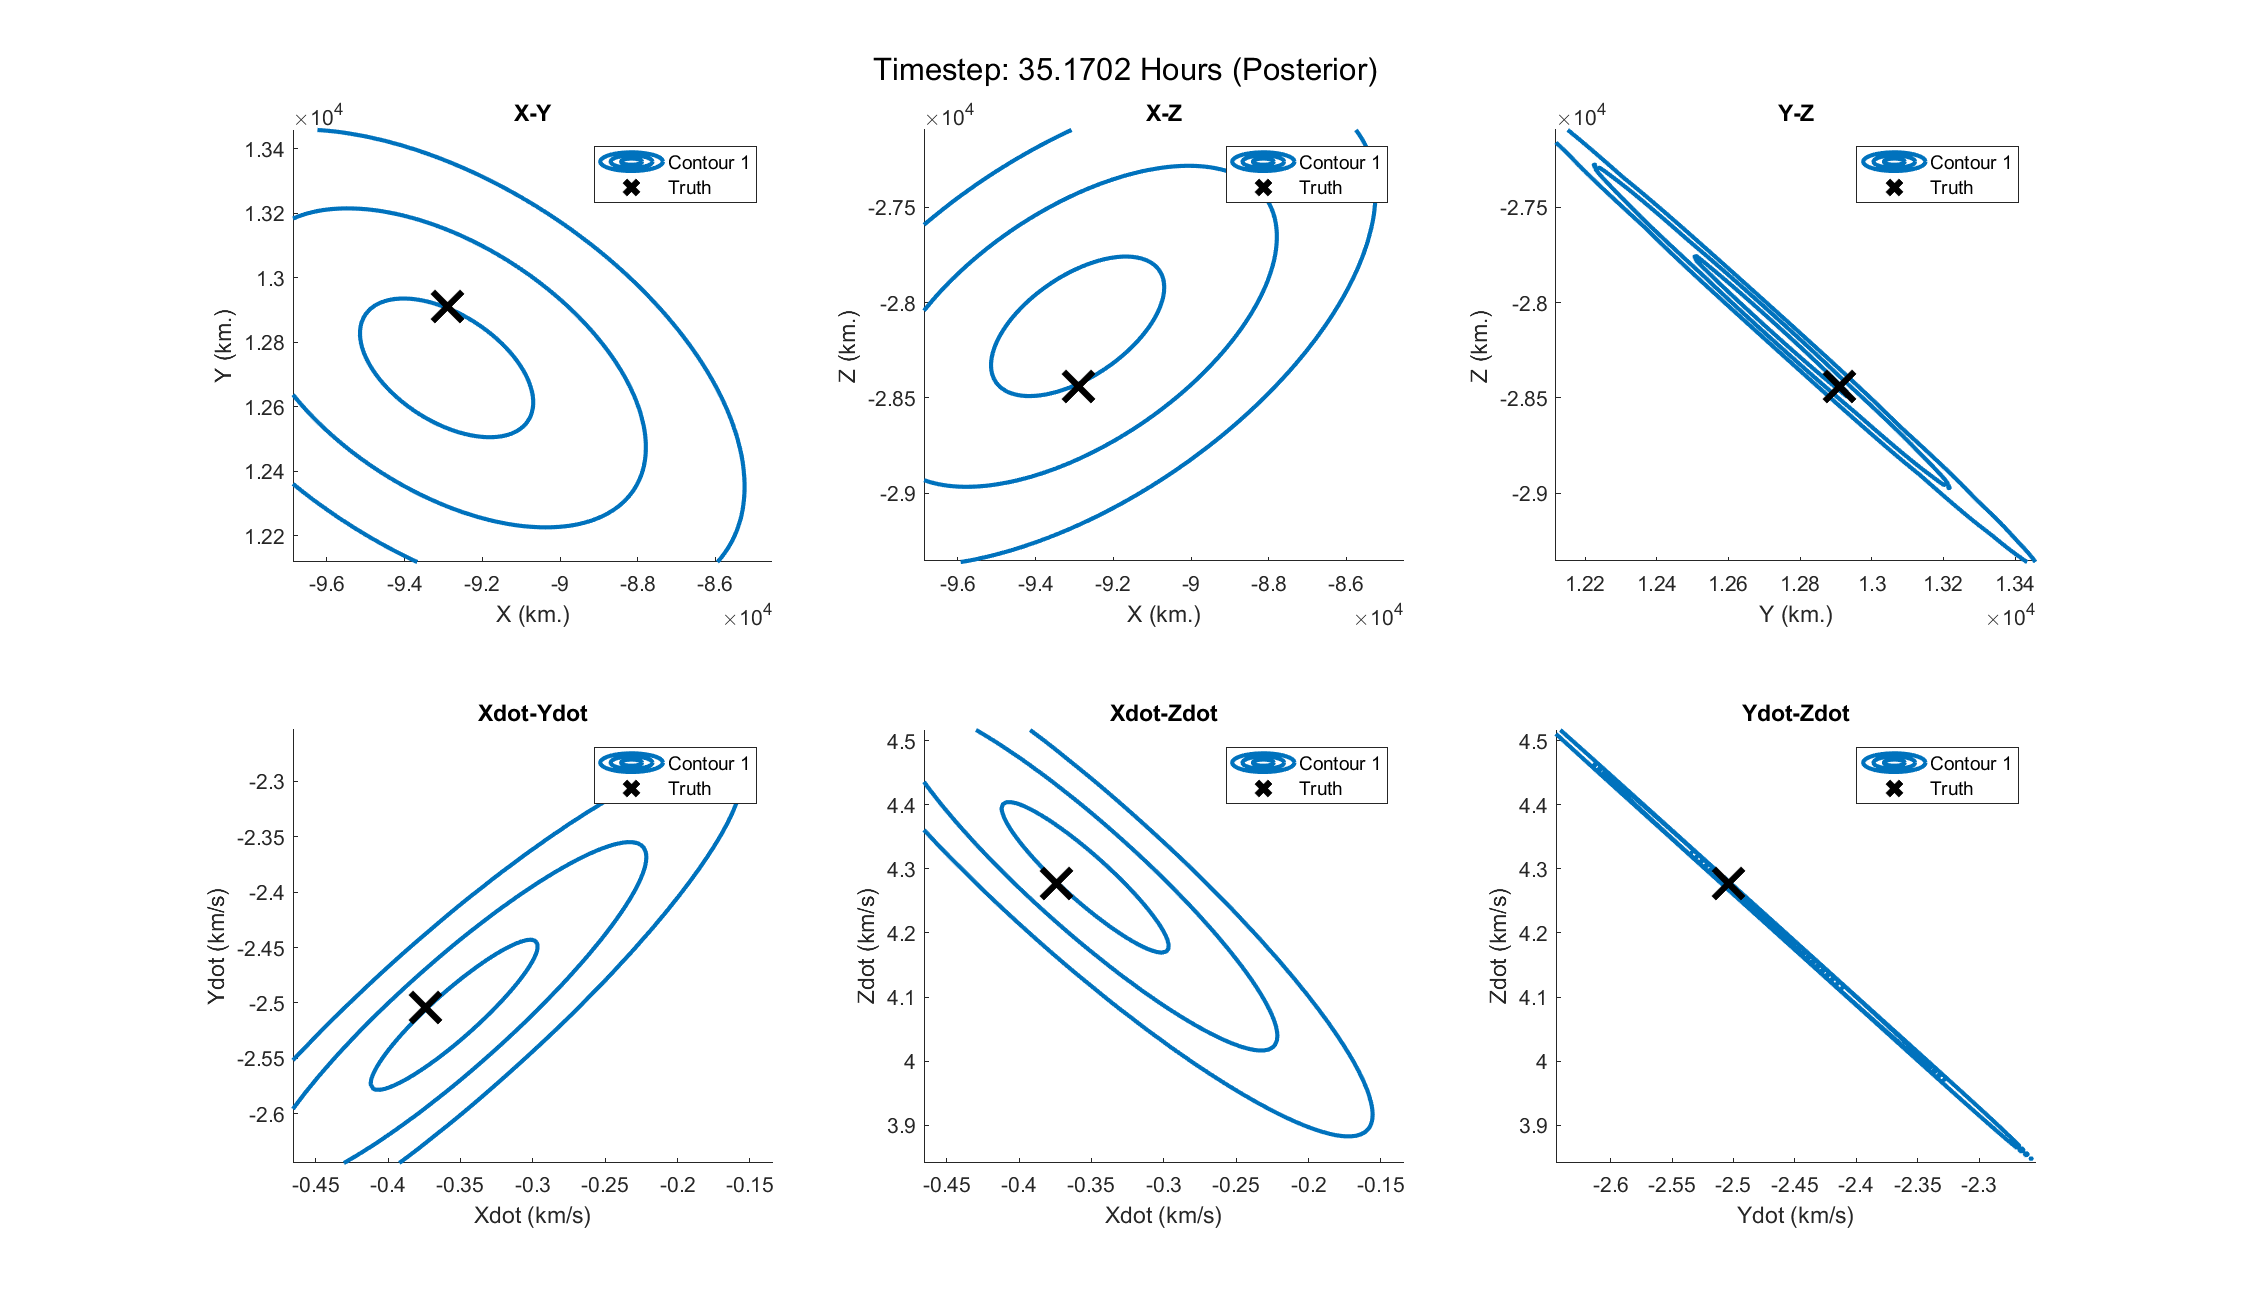 Timestep: 35.1702 Hours (Posterior)
X-Y
×10^4
1.34
1.32
1.3
1.28
1.26
1.24
1.22
Y (km.)
-9.6 -9.4 -9.2 -9 -8.8 -8.6
X (km.)
×10^4
Contour 1
Truth
X-Z
×10^4
-2.75
-2.8
-2.85
-2.9
Z (km.)
-9.6 -9.4 -9.2 -9 -8.8 -8.6
X (km.)
×10^4
Contour 1
Truth
Y-Z
×10^4
-2.75
-2.8
-2.85
-2.9
Z (km.)
1.22 1.24 1.26 1.28 1.3 1.32 1.34
Y (km.)
×10^4
Contour 1
Truth
Xdot-Ydot
-2.3
-2.35
-2.4
-2.45
-2.5
-2.55
-2.6
Ydot (km/s)
-0.45 -0.4 -0.35 -0.3 -0.25 -0.2 -0.15
Xdot (km/s)
Contour 1
Truth
Xdot-Zdot
4.5
4.4
4.3
4.2
4.1
4
3.9
Zdot (km/s)
-0.45 -0.4 -0.35 -0.3 -0.25 -0.2 -0.15
Xdot (km/s)
Contour 1
Truth
Ydot-Zdot
4.5
4.4
4.3
4.2
4.1
4
3.9
Zdot (km/s)
-2.6 -2.55 -2.5 -2.45 -2.4 -2.35 -2.3
Ydot (km/s)
Contour 1
Truth